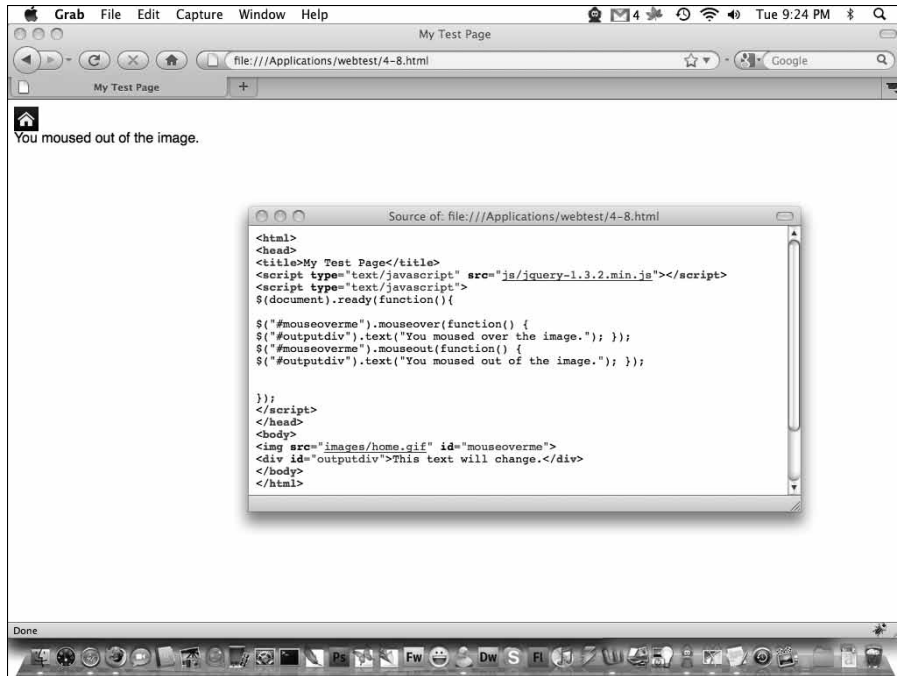 Grab File Edit Capture Window Help 4 Tue 9:24 PM
My Test Page
file:///Applications/webtest/4-8.html Google
My Test Page +
You moused out of the image.
Source of: file:///Applications/webtest/4-8.html
<html>
<head>
<title>My Test Page</title>
<script type="text/javascript" src="js/jquery-1.3.2.min.js"></script>
<script type="text/javascript">
$(document).ready(function(){
$("#mouseoverme").mouseover(function() {
$("#outputdiv").text("You moused over the image."); });
$("#mouseoverme").mouseout(function() {
$("#outputdiv").text("You moused out of the image."); });
});
</script>
</head>
<body>
<img src="images/home.gif" id="mouseoverme">
<div id="outputdiv">This text will change.</div>
</body>
</html>
Done
Ps Fw Dw S Fl